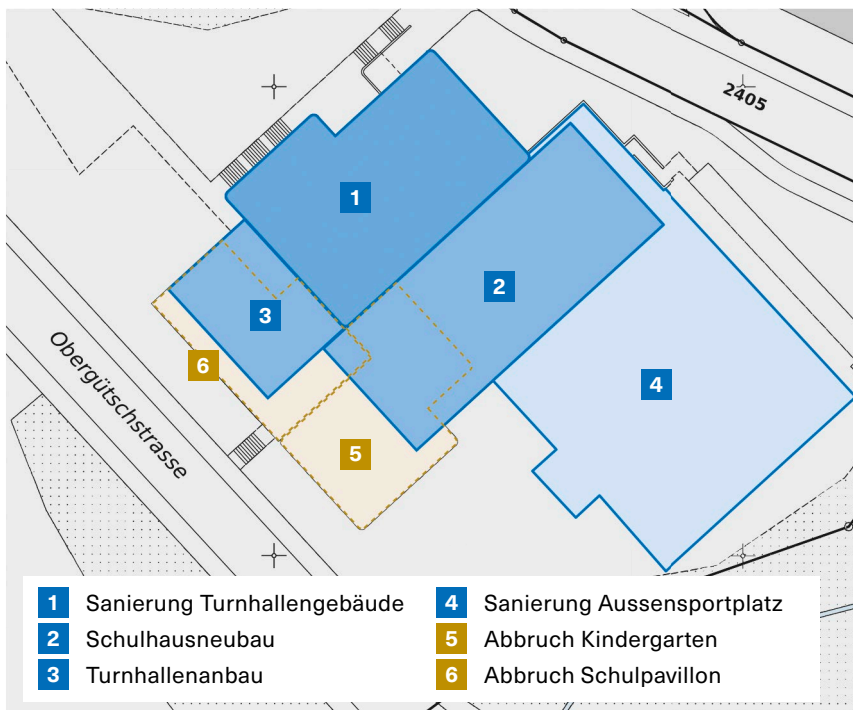 2405
1
2
3
4
6
5
Obergütschstrasse
1 Sanierung Turnhallengebäude
2 Schulhausneubau
3 Turnhallenanbau
4 Sanierung Aussensportplatz
5 Abbruch Kindergarten
6 Abbruch Schulpavillon